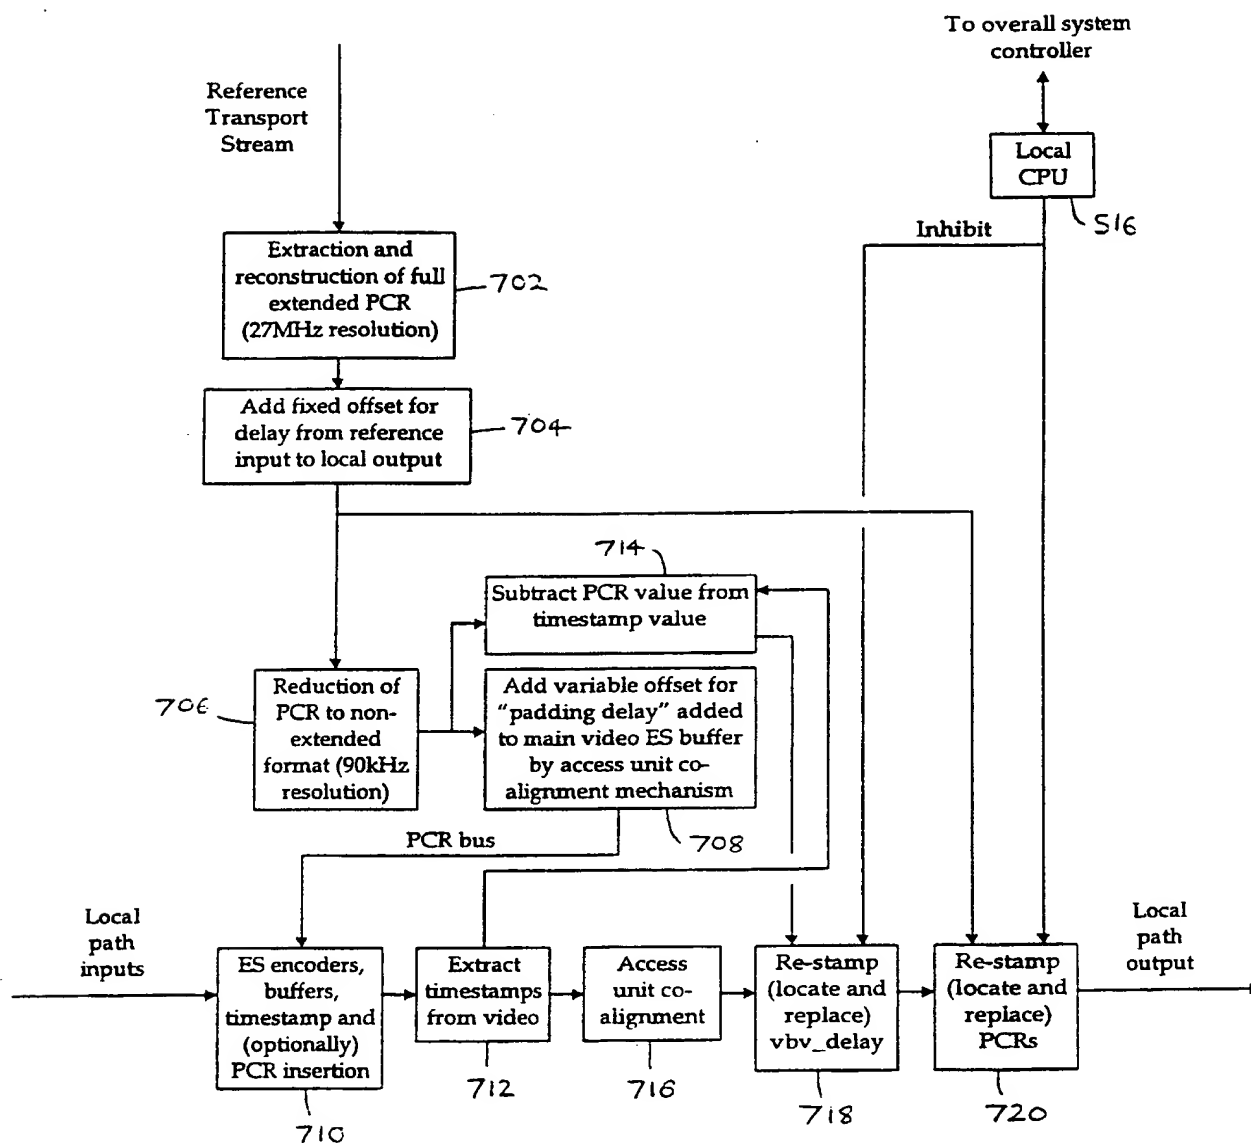 To overall system
controller
Reference
Transport
Stream
Local
CPU
516
Inhibit
Extraction and
reconstruction of full
extended PCR
(27MHz resolution)
702
Add fixed offset for
delay from reference
input to local output
704
714
Subtract PCR value from
timestamp value
Reduction of
PCR to non-
extended
format (90kHz
resolution)
706
Add variable offset for
“padding delay” added
to main video ES buffer
by access unit co-
alignment mechanism
708
PCR bus
Local
path
inputs
ES encoders,
buffers,
timestamp and
(optionally)
PCR insertion
710
Extract
timestamps
from video
712
Access
unit co-
alignment
716
Re-stamp
(locate and
replace)
vbv_delay
718
Re-stamp
(locate and
replace)
PCRs
720
Local
path
output